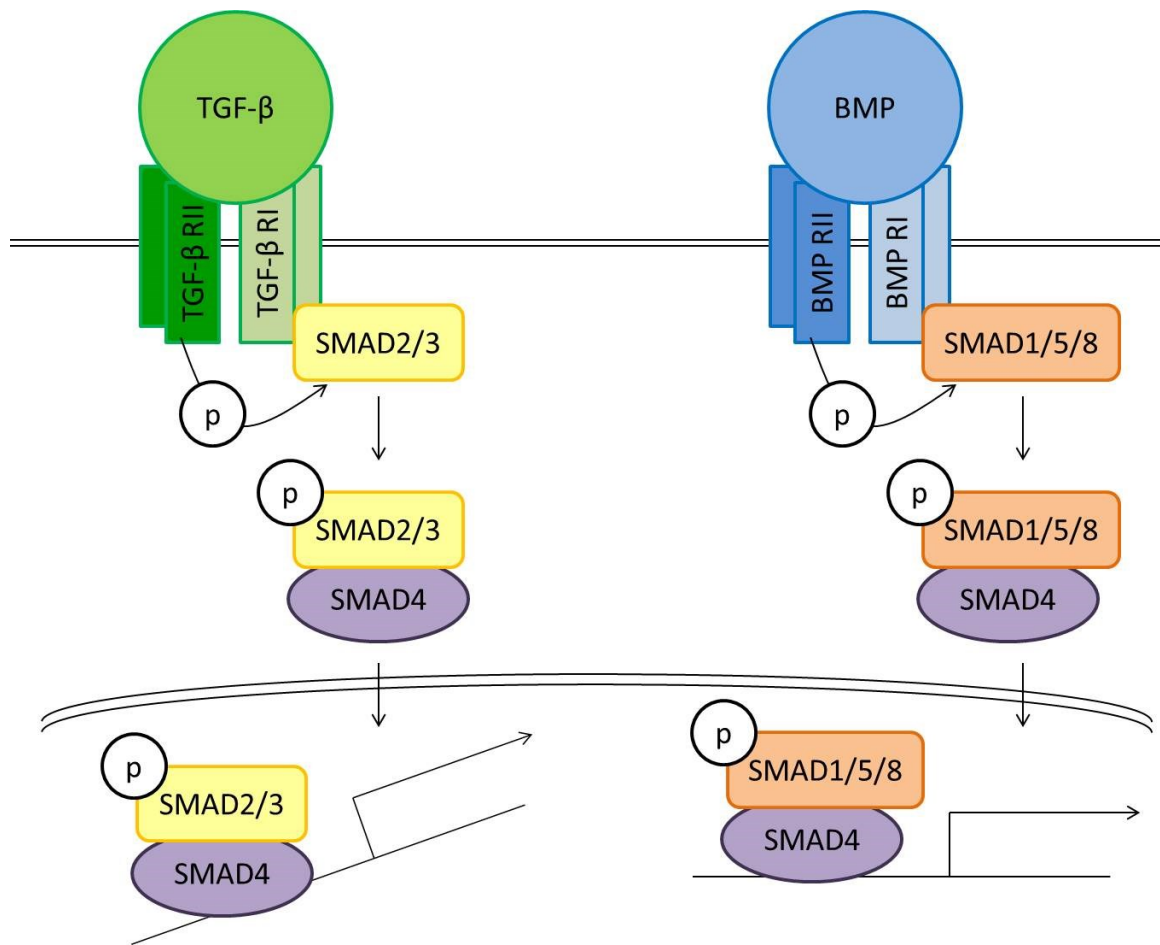 TGF-β
BMP
TGF-β RII
TGF-β RI
BMP RII
BMP RI
SMAD2/3
SMAD1/5/8
p
p
p
SMAD2/3
p
SMAD1/5/8
SMAD4
SMAD4
p
SMAD2/3
SMAD4
p
SMAD1/5/8
SMAD4